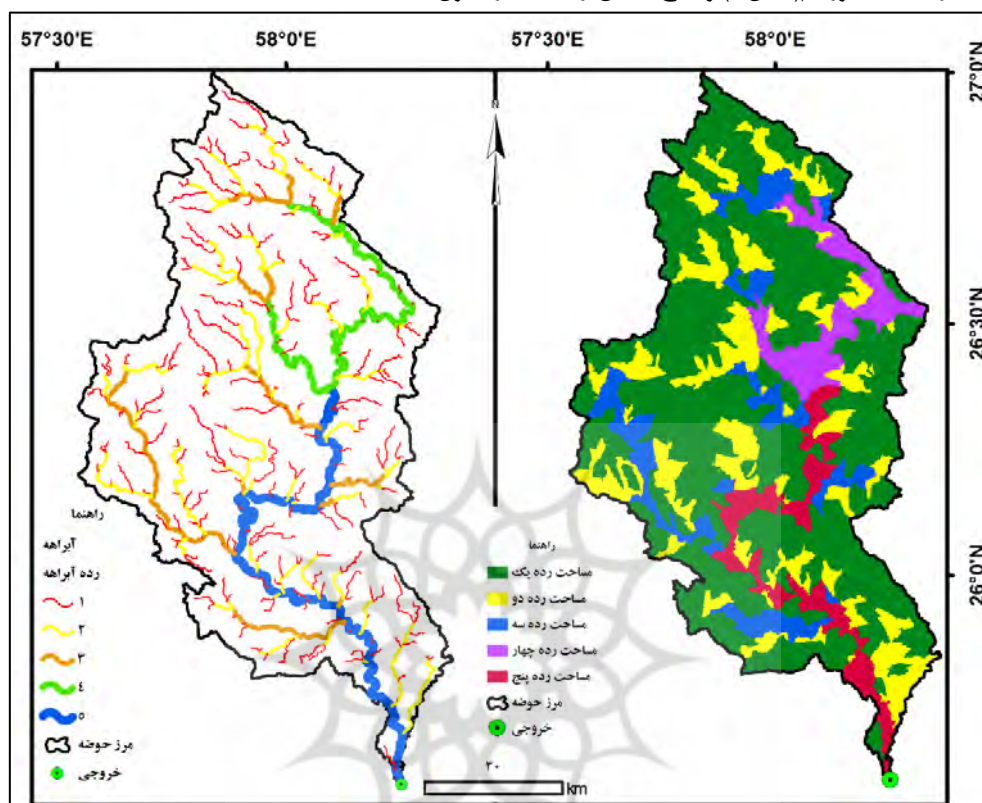 57°30'E
58°0'E
57°30'E
58°0'E
27°0'N
26°30'N
26°0'N
N
راهنما
آبراهه
رده آبراهه
۱
۲
۳
٤
۵
مرز حوضه
خروجی
راهنما
مساحت رده یک
مساحت رده دو
مساحت رده سه
مساحت رده چهار
مساحت رده پنج
مرز حوضه
خروجی
۳۰
km